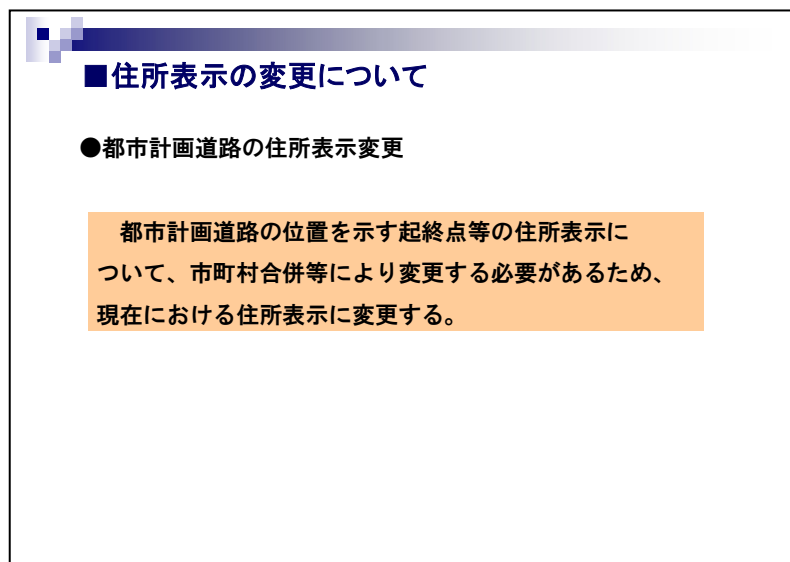 ■住所表示の変更について
●都市計画道路の住所表示変更
　都市計画道路の位置を示す起終点等の住所表示に
ついて、市町村合併等により変更する必要があるため、
現在における住所表示に変更する。